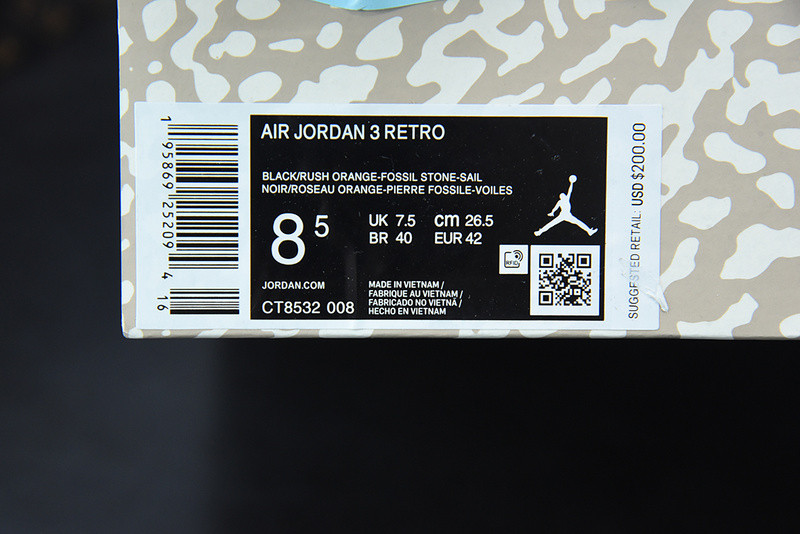 AIR JORDAN 3 RETRO
BLACK/RUSH ORANGE-FOSSIL STONE-SAIL
NOIR/ROSEAU ORANGE-PIERRE FOSSILE-VOILES
8 5
UK 7.5 cm 26.5
BR 40 EUR 42
RFID
JORDAN.COM
CT8532 008
MADE IN VIETNAM /
FABRIQUE AU VIETNAM /
FABRICADO NO VIETNÃ /
HECHO EN VIETNAM
1 95869 25209 4 16
SUGGESTED RETAIL: USD $200.00